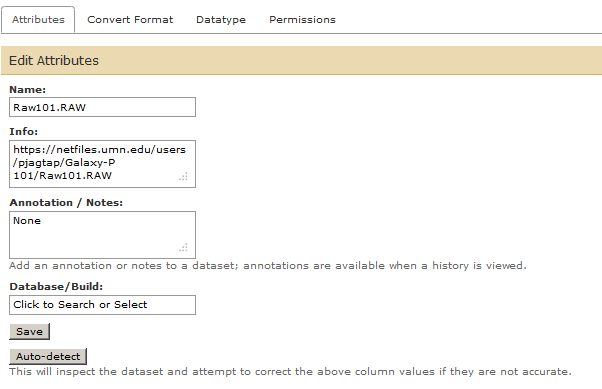 Attributes Convert Format Datatype Permissions
Edit Attributes
Name:
Raw101.RAW
Info:
https://netfiles.umn.edu/users
/pjagtap/Galaxy-P
101/Raw101.RAW
Annotation / Notes:
None
Add an annotation or notes to a dataset; annotations are available when a history is viewed.
Database/Build:
Click to Search or Select
Save
Auto-detect
This will inspect the dataset and attempt to correct the above column values if they are not accurate.